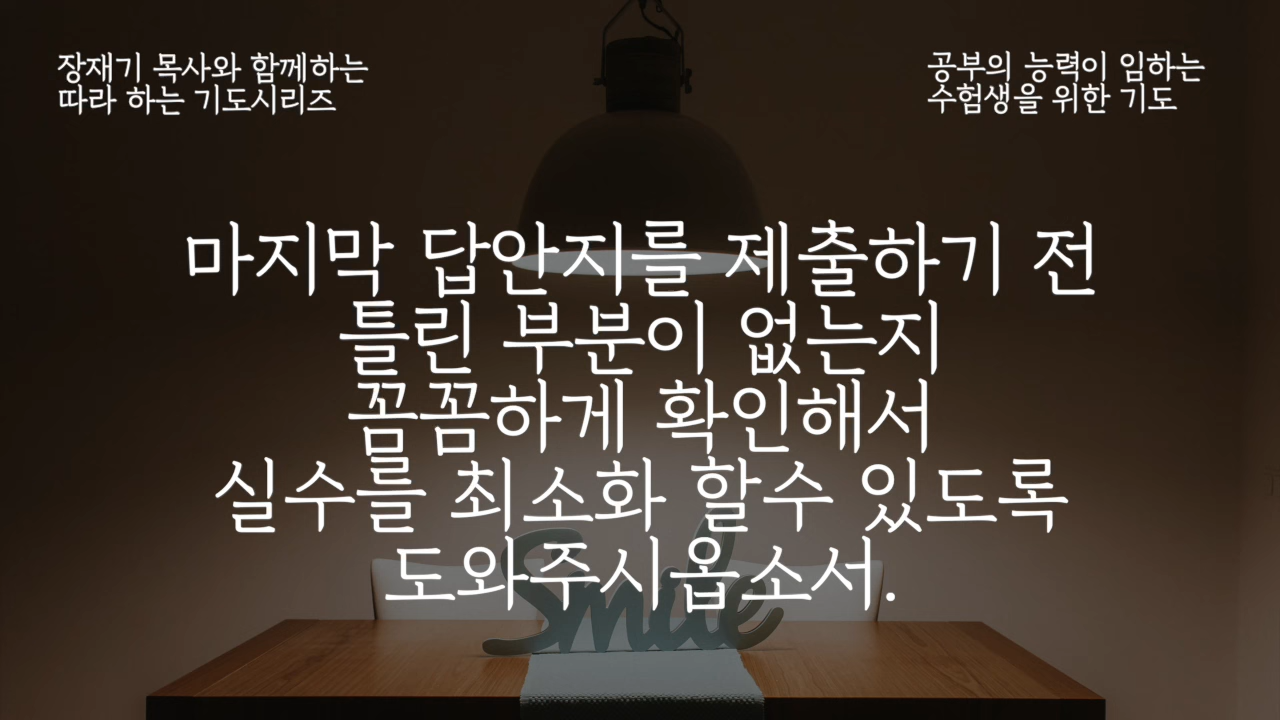 장재기 목사와 함께하는
따라 하는 기도시리즈
공부의 능력이 임하는
수험생을 위한 기도
마지막 답안지를 제출하기 전
틀린 부분이 없는지
꼼꼼하게 확인해서
실수를 최소화 할수 있도록
도와주시옵소서.
Smile